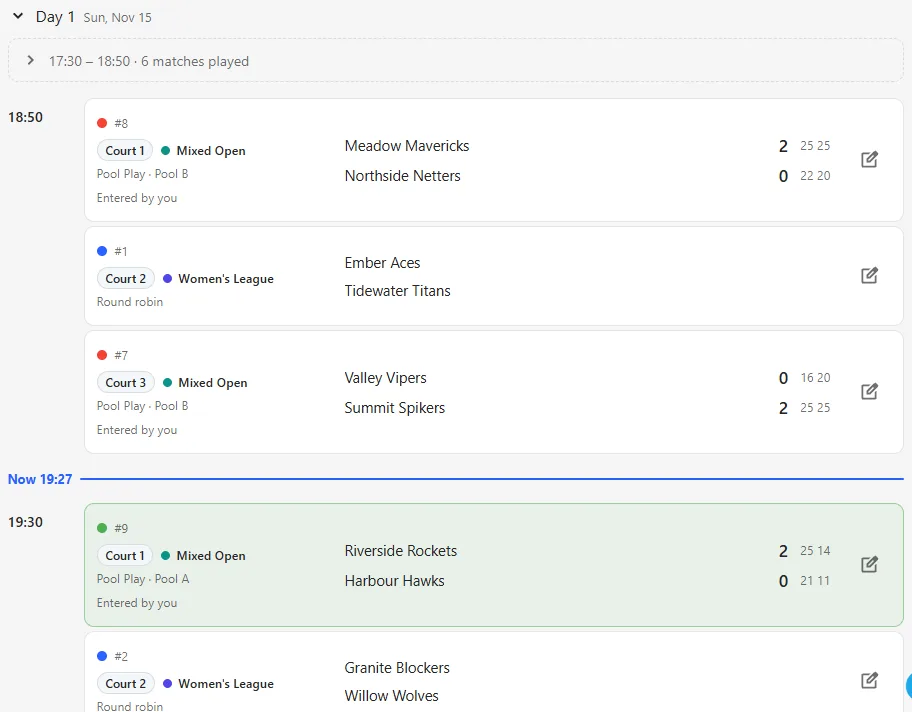 Day 1 Sun, Nov 15
17:30 – 18:50 · 6 matches played
18:50
#8
Court 1 Mixed Open
Pool Play · Pool B
Entered by you
Meadow Mavericks 2 25 25
Northside Netters 0 22 20
#1
Court 2 Women's League
Round robin
Ember Aces
Tidewater Titans
#7
Court 3 Mixed Open
Pool Play · Pool B
Entered by you
Valley Vipers 0 16 20
Summit Spikers 2 25 25
Now 19:27
19:30
#9
Court 1 Mixed Open
Pool Play · Pool A
Entered by you
Riverside Rockets 2 25 14
Harbour Hawks 0 21 11
#2
Court 2 Women's League
Round robin
Granite Blockers
Willow Wolves